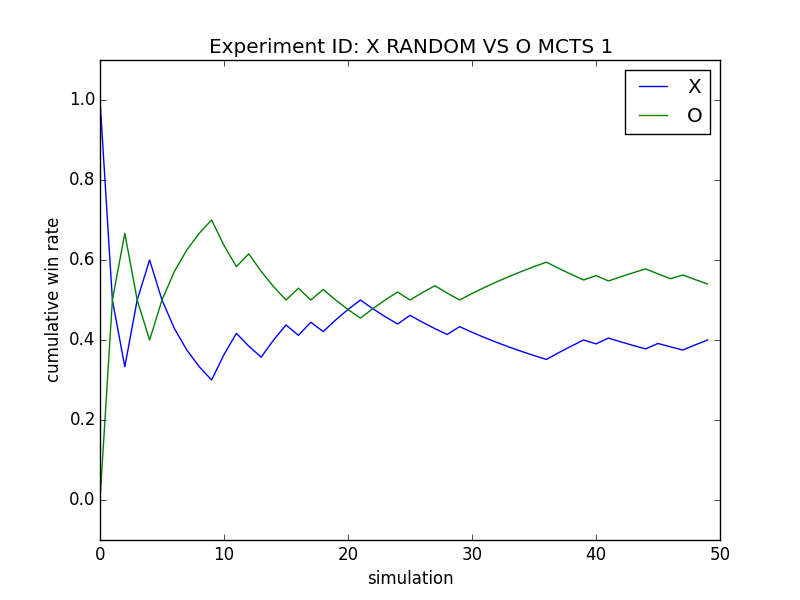 Experiment ID: X RANDOM VS O MCTS 1
X
O
1.0
0.8
0.6
0.4
0.2
0.0
cumulative win rate
0 10 20 30 40 50
simulation